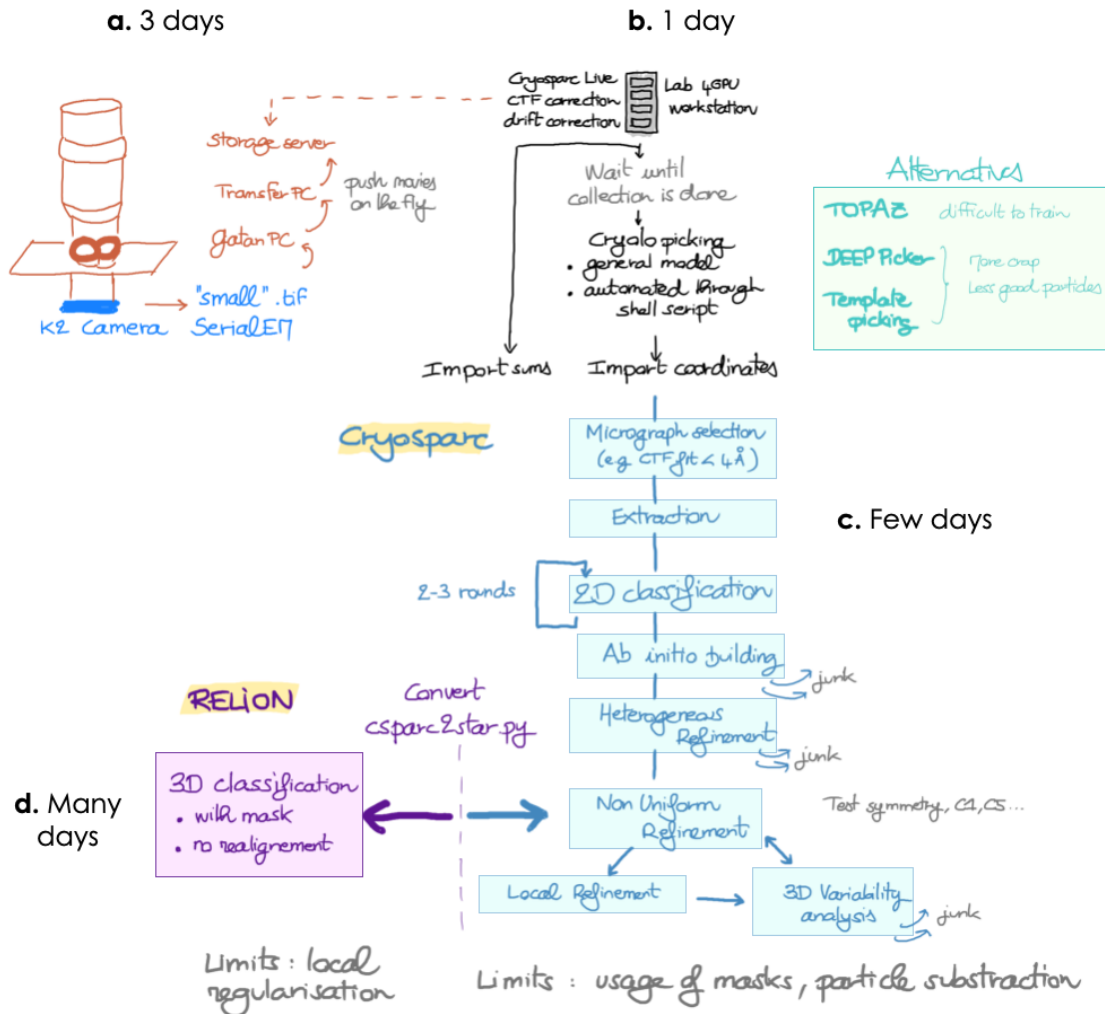 a. 3 days
b. 1 day
Cryosparc Live
CTF correction
drift correction
Lab 4GPU
workstation
storage server
Transfer PC
gatan PC
push movies
on the fly
K2 Camera
"small" .tif
SerialEM
Wait until
collection is done
Cryolo picking
• general model
• automated through
shell script
Alternatives
TOPAZ
difficult to train
DEEP Picker
Template
picking
More crap
Less good particles
Import sums
Import coordinates
Cryosparc
Micrograph selection
(e.g CTF fit < 4 Å)
Extraction
c. Few days
2-3 rounds
2D classification
Ab initio building
junk
Heterogeneous
Refinement
junk
RELION
Convert
csparc2star.py
d. Many
days
3D classification
• with mask
• no realignement
Non Uniform
Refinement
Test symmetry, C1, C5...
Local Refinement
3D Variability
analysis
junk
Limits : local
regularisation
Limits : usage of masks, particle substraction